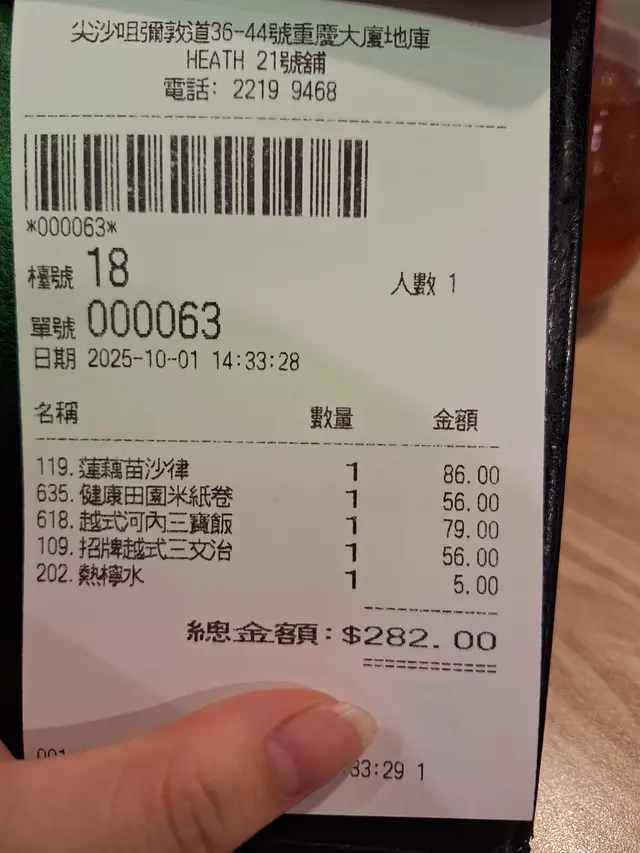 尖沙咀彌敦道36-44號重慶大廈地庫
HEATH 21號舖
電話: 2219 9468
*000063*
檯號 18 人數 1
單號 000063
日期 2025-10-01 14:33:28
名稱 數量 金額
119. 蓮藕苗沙律 1 86.00
635. 健康田園米紙卷 1 56.00
618. 越式河內三寶飯 1 79.00
109. 招牌越式三文治 1 56.00
202. 熱檸水 1 5.00
總金額: $282.00
33:29 1